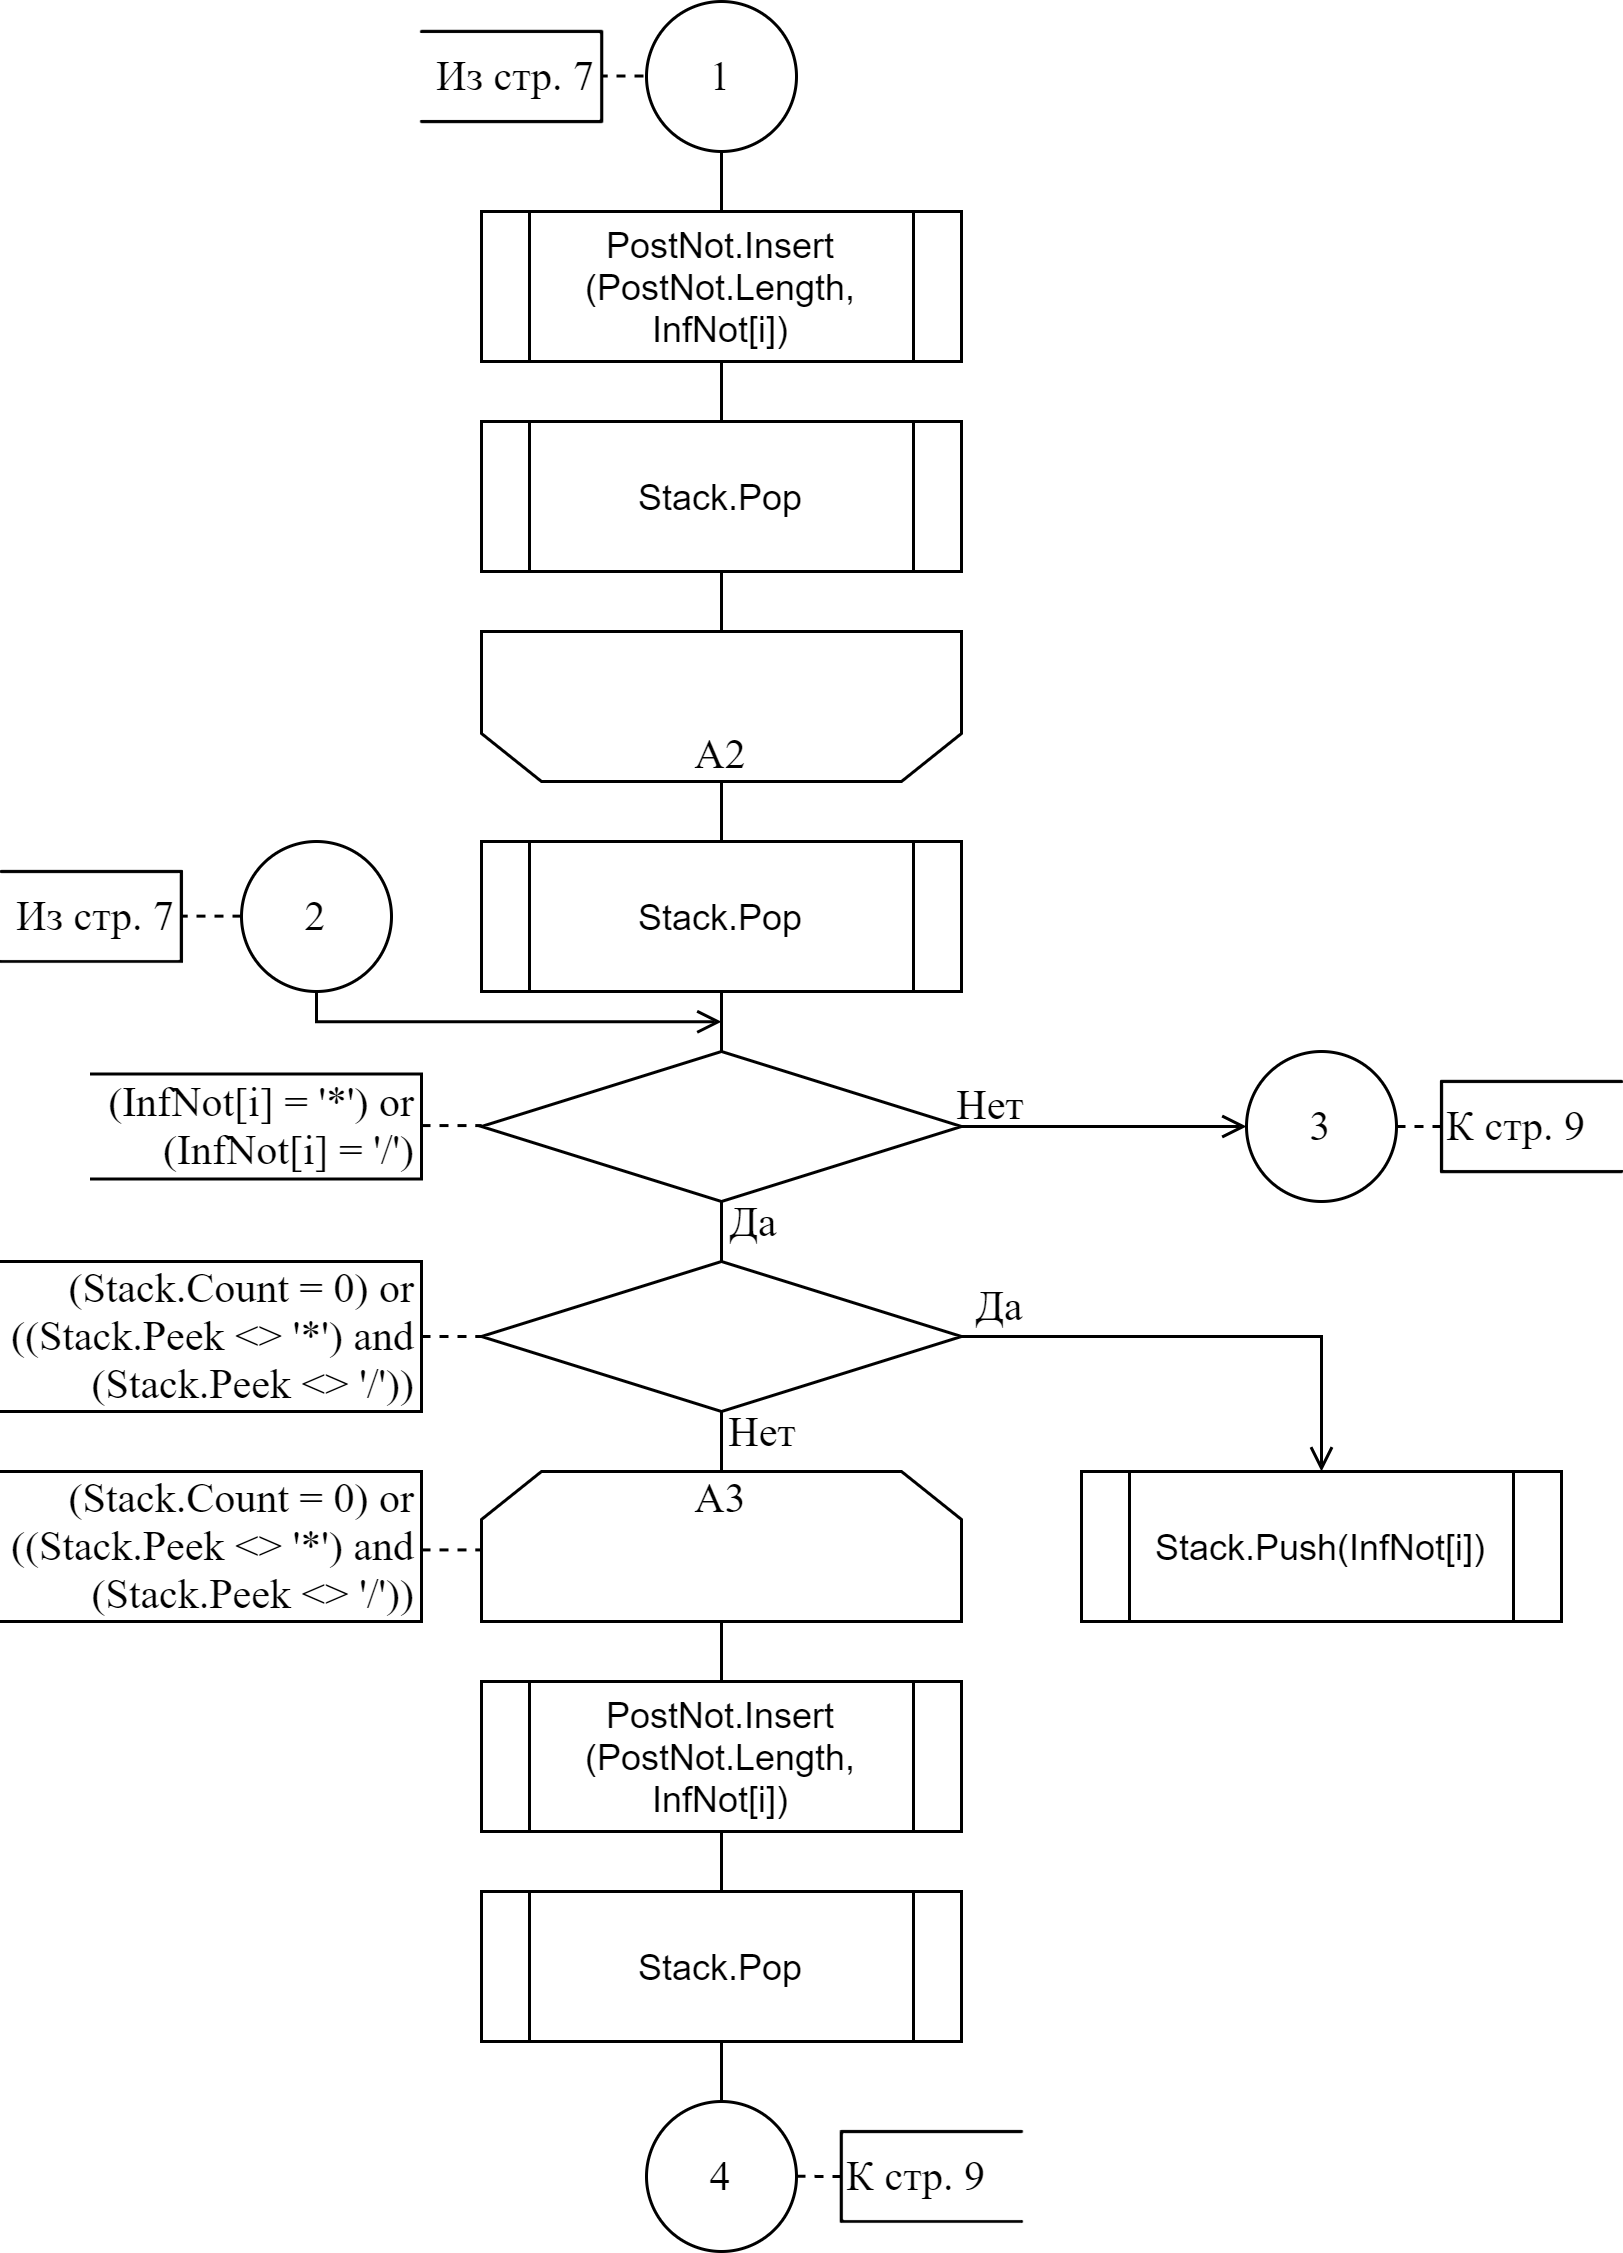 Из стр. 7
1
PostNot.Insert
(PostNot.Length,
InfNot[i])
Stack.Pop
A2
Из стр. 7
2
Stack.Pop
(InfNot[i] = '*') or
(InfNot[i] = '/')
Нет
3
К стр. 9
Да
(Stack.Count = 0) or
((Stack.Peek <> '*') and
(Stack.Peek <> '/'))
Да
Нет
(Stack.Count = 0) or
((Stack.Peek <> '*') and
(Stack.Peek <> '/'))
A3
Stack.Push(InfNot[i])
PostNot.Insert
(PostNot.Length,
InfNot[i])
Stack.Pop
4
К стр. 9